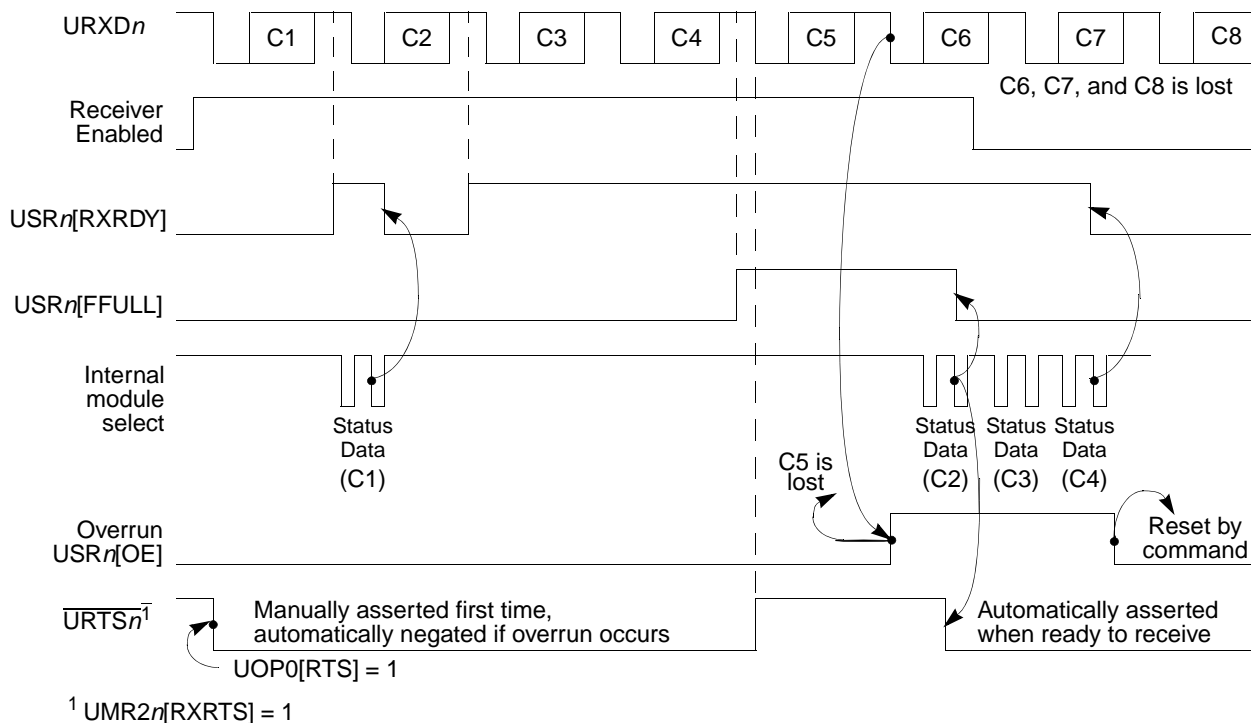 URXDn
C1
C2
C3
C4
C5
C6
C7
C8
C6, C7, and C8 is lost
Receiver
Enabled
USRn[RXRDY]
USRn[FFULL]
Internal
module
select
Status
Data
(C1)
Status
Data
(C2)
Status
Data
(C3)
Status
Data
(C4)
C5 is
lost
Overrun
USRn[OE]
Reset by
command
URTSn1
Manually asserted first time,
automatically negated if overrun occurs
Automatically asserted
when ready to receive
UOP0[RTS] = 1
1 UMR2n[RXRTS] = 1